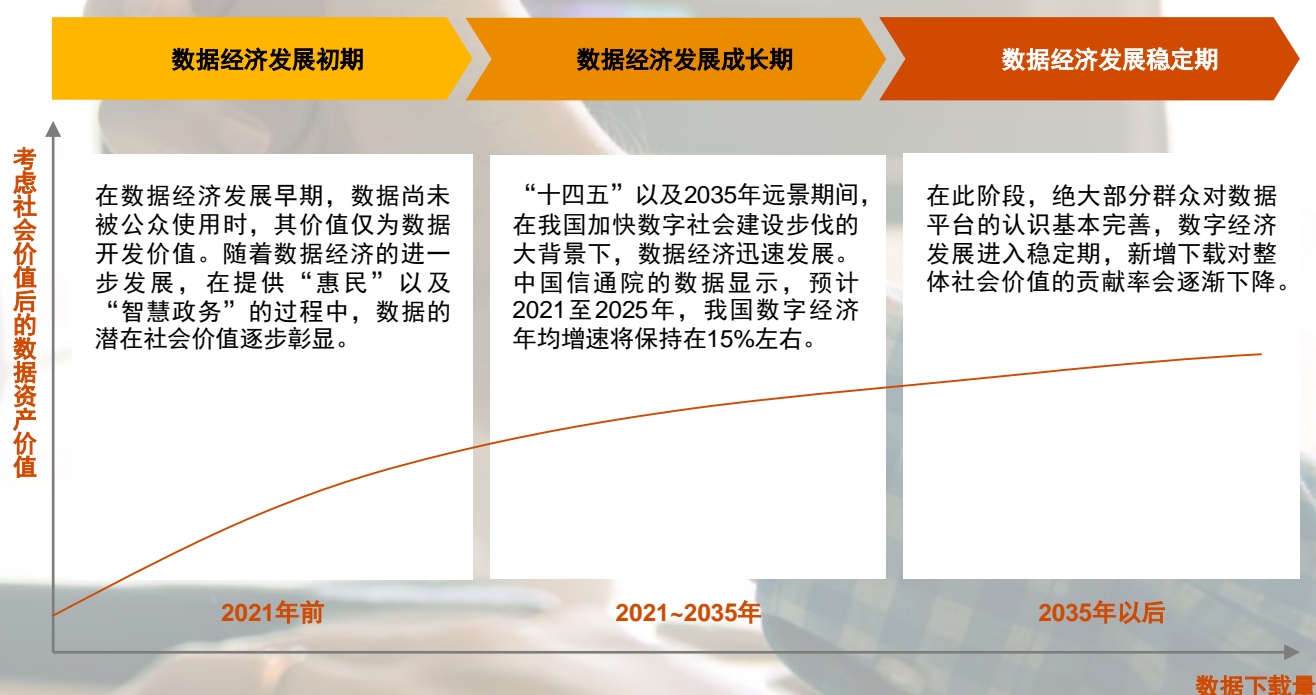 数据经济发展初期
数据经济发展成长期
数据经济发展稳定期
考虑社会价值后的数据资产价值
在数据经济发展早期，数据尚未
被公众使用时，其价值仅为数据
开发价值。随着数据经济的进一
步发展，在提供“惠民”以及
“智慧政务”的过程中，数据的
潜在社会价值逐步彰显。
“十四五”以及2035年远景期间，
在我国加快数字社会建设步伐的
大背景下，数据经济迅速发展。
中国信通院的数据显示，预计
2021至2025年，我国数字经济
年均增速将保持在15%左右。
在此阶段，绝大部分群众对数据
平台的认识基本完善，数字经济
发展进入稳定期，新增下载对整
体社会价值的贡献率会逐渐下降。
2021年前
2021~2035年
2035年以后
数据下载量